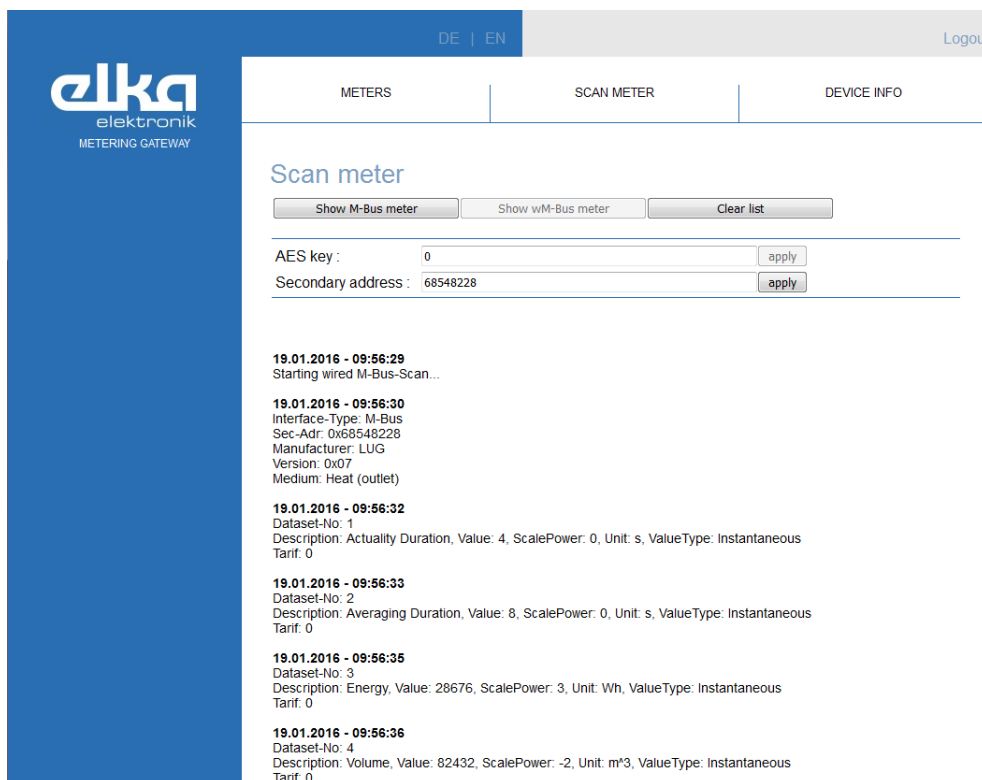 DE | EN
Logou
elka
elektronik
METERING GATEWAY
METERS
SCAN METER
DEVICE INFO
Scan meter
Show M-Bus meter
Show wM-Bus meter
Clear list
AES key : 0 apply
Secondary address : 68548228 apply
19.01.2016 - 09:56:29
Starting wired M-Bus-Scan...
19.01.2016 - 09:56:30
Interface-Type: M-Bus
Sec-Adr: 0x68548228
Manufacturer: LUG
Version: 0x07
Medium: Heat (outlet)
19.01.2016 - 09:56:32
Dataset-No: 1
Description: Actuality Duration, Value: 4, ScalePower: 0, Unit: s, ValueType: Instantaneous
Tarif: 0
19.01.2016 - 09:56:33
Dataset-No: 2
Description: Averaging Duration, Value: 8, ScalePower: 0, Unit: s, ValueType: Instantaneous
Tarif: 0
19.01.2016 - 09:56:35
Dataset-No: 3
Description: Energy, Value: 28676, ScalePower: 3, Unit: Wh, ValueType: Instantaneous
Tarif: 0
19.01.2016 - 09:56:36
Dataset-No: 4
Description: Volume, Value: 82432, ScalePower: -2, Unit: m^3, ValueType: Instantaneous
Tarif: 0